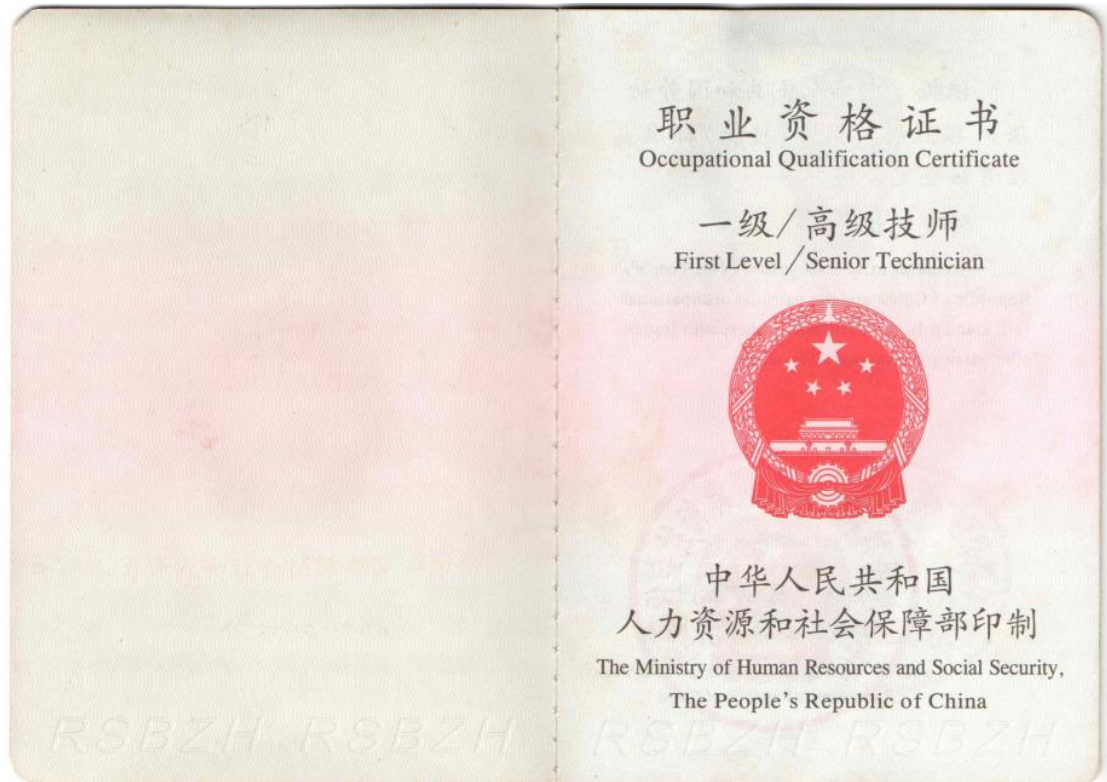 职业资格证书
Occupational Qualification Certificate
一级/高级技师
First Level/Senior Technician
中华人民共和国
人力资源和社会保障部印制
The Ministry of Human Resources and Social Security,
The People's Republic of China
RSBZH RSBZH RSBZH RSBZH